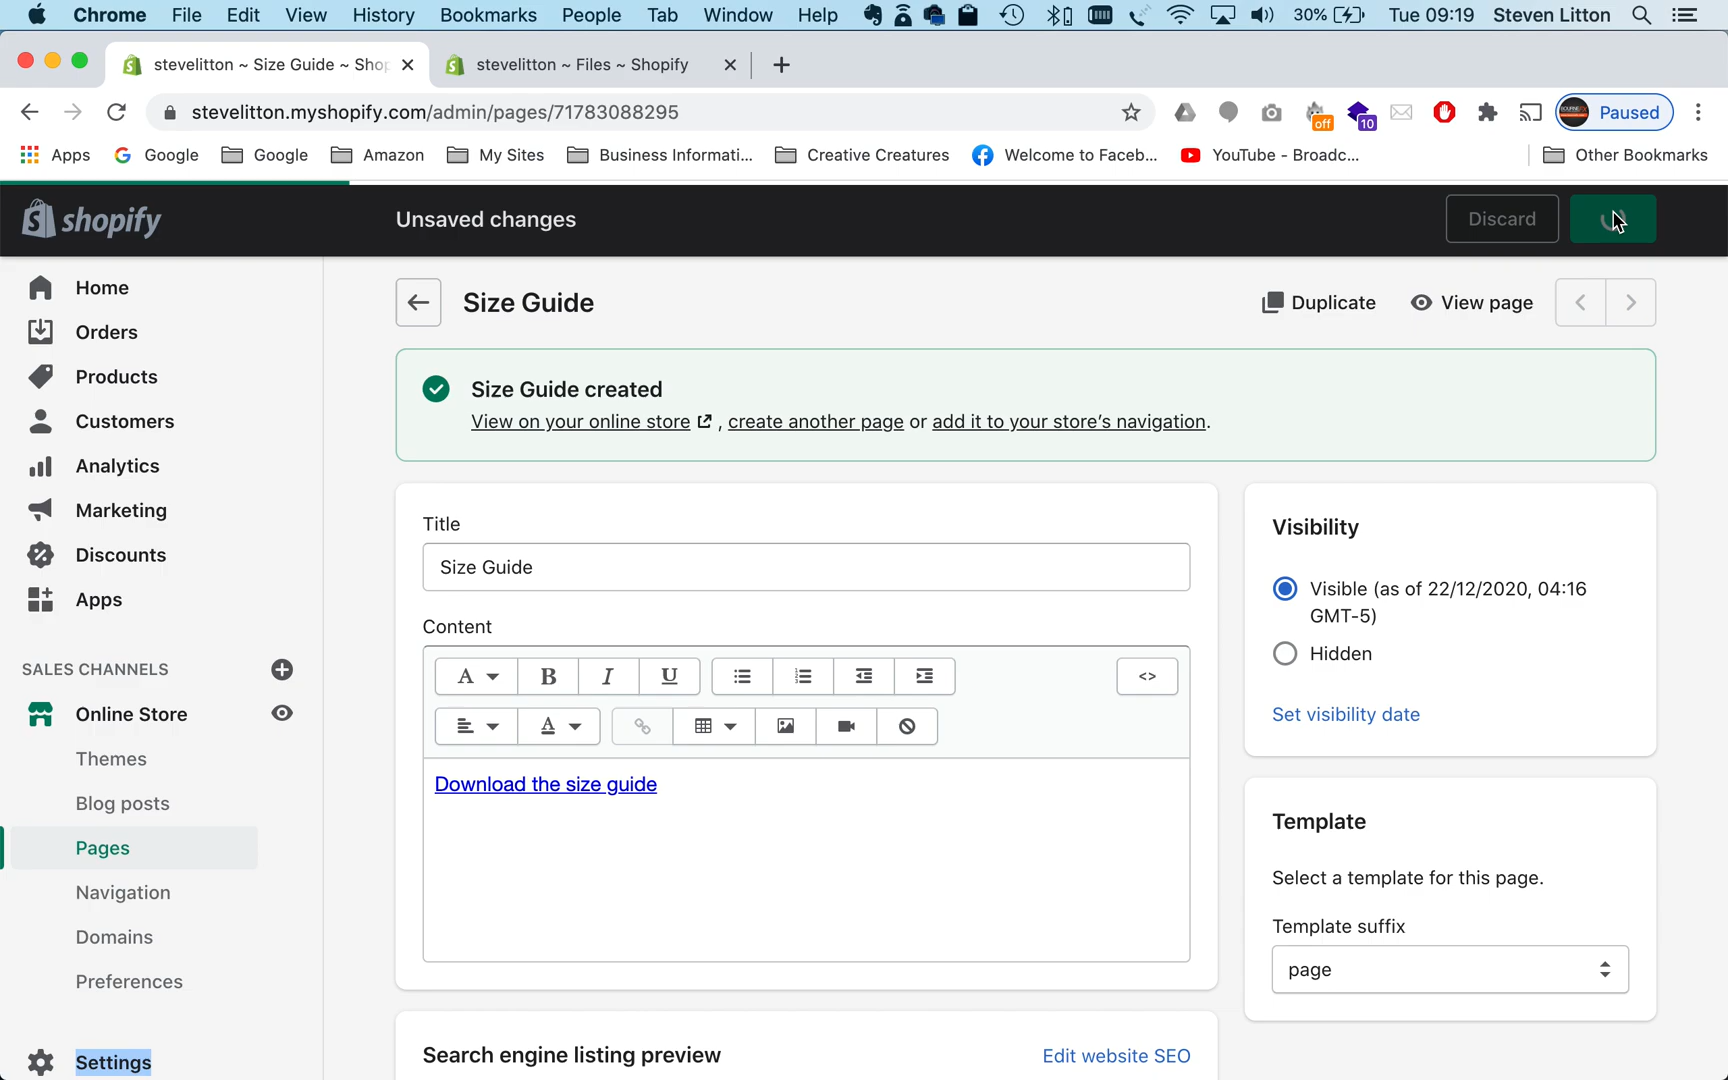 Chrome File Edit View History Bookmarks People Tab Window Help 30% Tue 09:19 Steven Litton
stevelitton ~ Size Guide ~ Sho
stevelitton ~ Files ~ Shopify
stevelitton.myshopify.com/admin/pages/71783088295
off
10
Paused
Apps Google Google Amazon My Sites Business Informati... Creative Creatures Welcome to Faceb... YouTube - Broadc... Other Bookmarks
shopify
Unsaved changes
Discard
Home
Orders
Products
Customers
Analytics
Marketing
Discounts
Apps
SALES CHANNELS
Online Store
Themes
Blog posts
Pages
Navigation
Domains
Preferences
Settings
Size Guide
Duplicate
View page
Size Guide created
View on your online store , create another page or add it to your store's navigation.
Title
Size Guide
Content
A B I U <>
A
Download the size guide
Search engine listing preview
Edit website SEO
Visibility
Visible (as of 22/12/2020, 04:16
GMT-5)
Hidden
Set visibility date
Template
Select a template for this page.
Template suffix
page